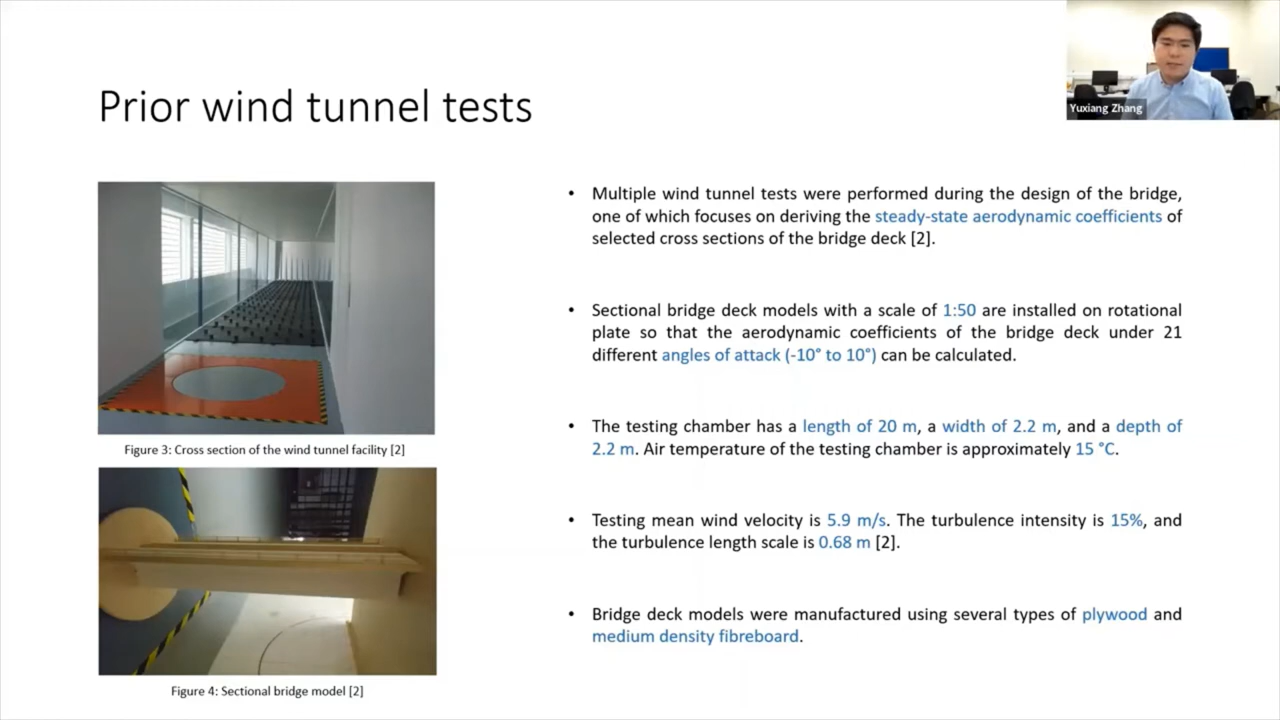 Prior wind tunnel tests
Yuxiang Zhang
Figure 3: Cross section of the wind tunnel facility [2]
Figure 4: Sectional bridge model [2]
• Multiple wind tunnel tests were performed during the design of the bridge,
one of which focuses on deriving the steady-state aerodynamic coefficients of
selected cross sections of the bridge deck [2].
• Sectional bridge deck models with a scale of 1:50 are installed on rotational
plate so that the aerodynamic coefficients of the bridge deck under 21
different angles of attack (-10° to 10°) can be calculated.
• The testing chamber has a length of 20 m, a width of 2.2 m, and a depth of
2.2 m. Air temperature of the testing chamber is approximately 15 °C.
• Testing mean wind velocity is 5.9 m/s. The turbulence intensity is 15%, and
the turbulence length scale is 0.68 m [2].
• Bridge deck models were manufactured using several types of plywood and
medium density fibreboard.